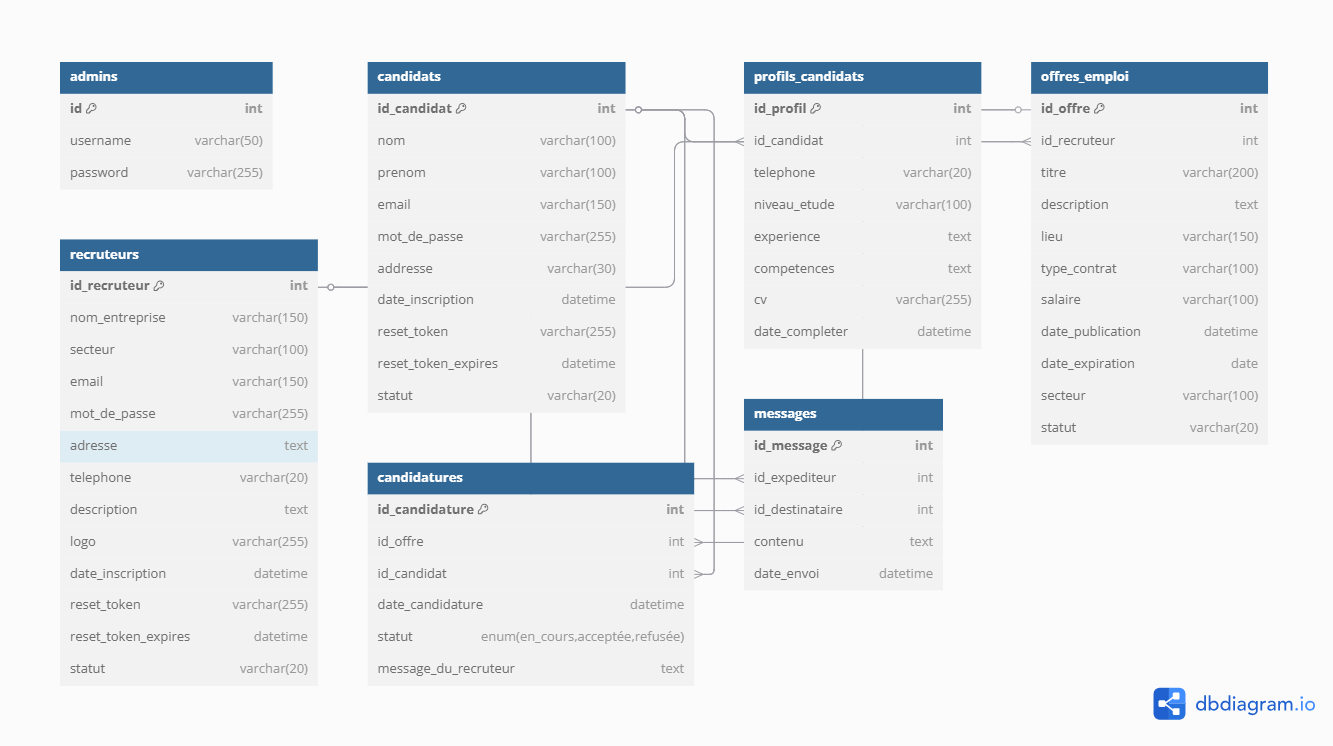 admins
id int
username varchar(50)
password varchar(255)
recruteurs
id_recruteur int
nom_entreprise varchar(150)
secteur varchar(100)
email varchar(150)
mot_de_passe varchar(255)
adresse text
telephone varchar(20)
description text
logo varchar(255)
date_inscription datetime
reset_token varchar(255)
reset_token_expires datetime
statut varchar(20)
candidats
id_candidat int
nom varchar(100)
prenom varchar(100)
email varchar(150)
mot_de_passe varchar(255)
addresse varchar(30)
date_inscription datetime
reset_token varchar(255)
reset_token_expires datetime
statut varchar(20)
candidatures
id_candidature int
id_offre int
id_candidat int
date_candidature datetime
statut enum(en_cours,acceptée,refusée)
message_du_recruteur text
profils_candidats
id_profil int
id_candidat int
telephone varchar(20)
niveau_etude varchar(100)
experience text
competences text
cv varchar(255)
date_completer datetime
messages
id_message int
id_expediteur int
id_destinataire int
contenu text
date_envoi datetime
offres_emploi
id_offre int
id_recruteur int
titre varchar(200)
description text
lieu varchar(150)
type_contrat varchar(100)
salaire varchar(100)
date_publication datetime
date_expiration date
secteur varchar(100)
statut varchar(20)
dbdiagram.io